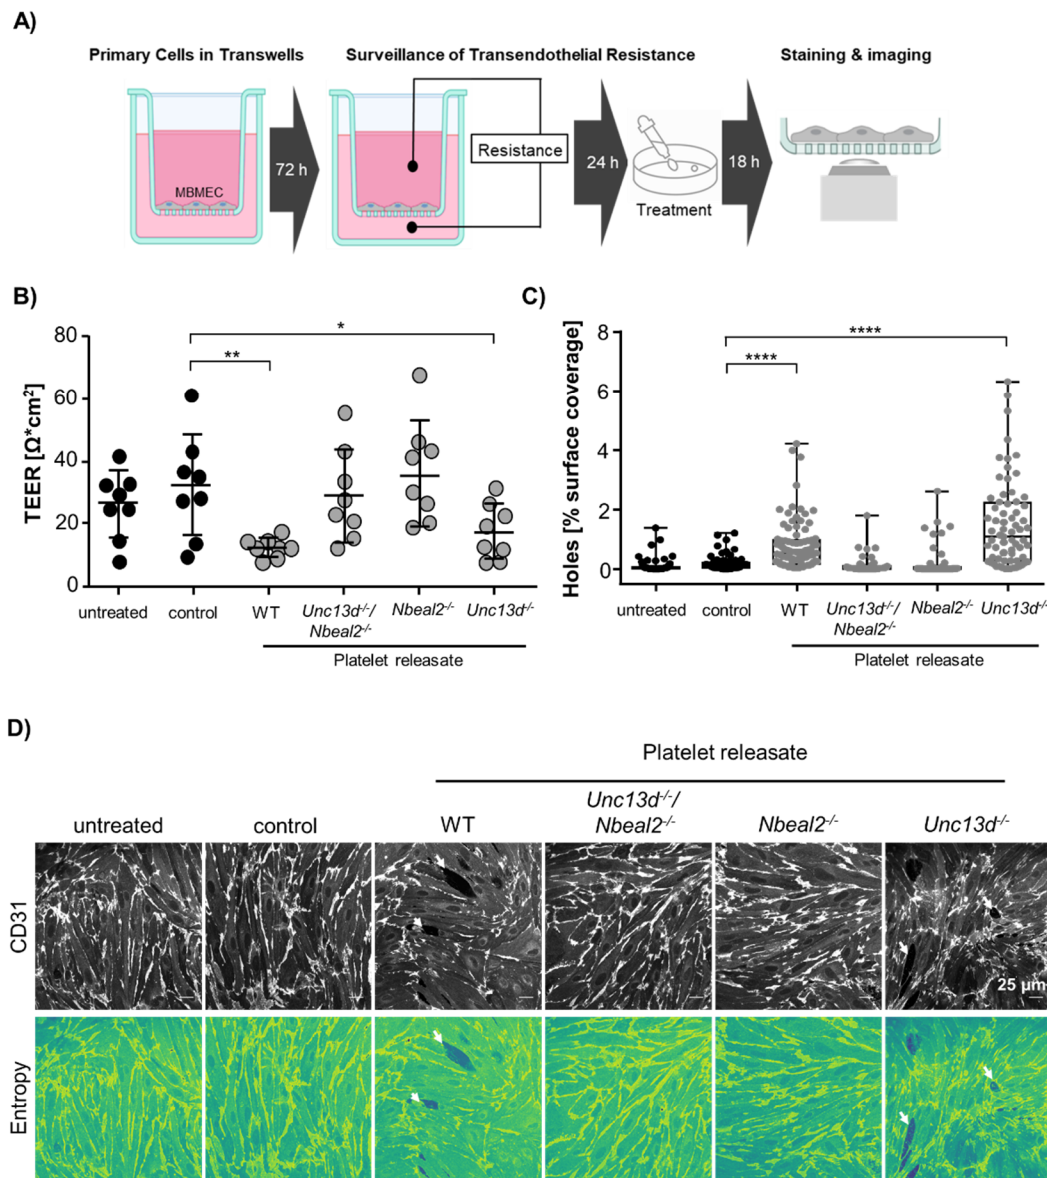 A)
Primary Cells in Transwells
Surveillance of Transendothelial Resistance
Staining & imaging
MBMEC
72 h
Resistance
24 h
Treatment
18 h
B)
TEER [Ω*cm²]
80
60
40
20
0
*
**
untreated
control
WT
Unc13d⁻/⁻/
Nbeal2⁻/⁻
Nbeal2⁻/⁻
Unc13d⁻/⁻
Platelet releasate
C)
Holes [% surface coverage]
8
6
4
2
0
****
****
untreated
control
WT
Unc13d⁻/⁻/
Nbeal2⁻/⁻
Nbeal2⁻/⁻
Unc13d⁻/⁻
Platelet releasate
D)
Platelet releasate
untreated
control
WT
Unc13d⁻/⁻/
Nbeal2⁻/⁻
Nbeal2⁻/⁻
Unc13d⁻/⁻
CD31
25 µm
Entropy